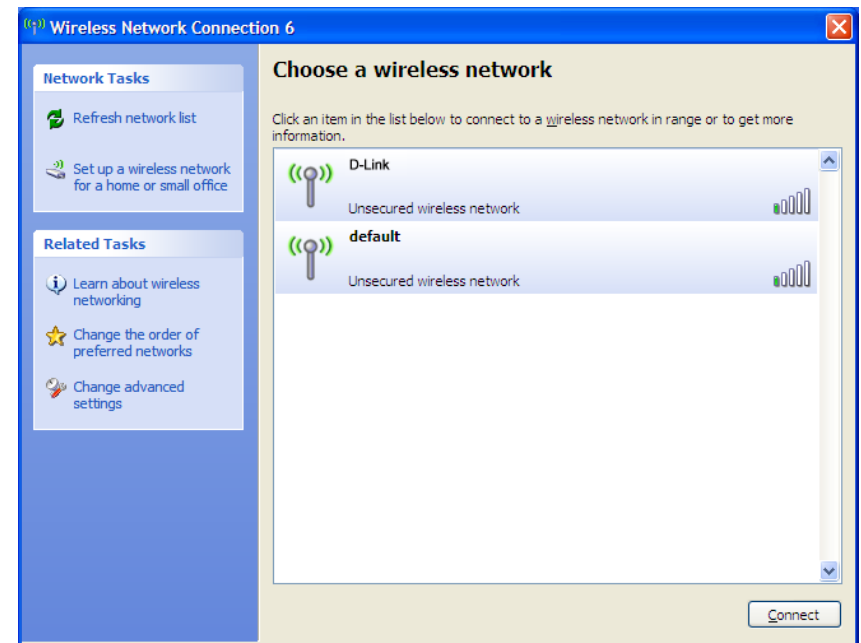 Wireless Network Connection 6
Network Tasks
Refresh network list
Set up a wireless network
for a home or small office
Related Tasks
Learn about wireless
networking
Change the order of
preferred networks
Change advanced
settings
Choose a wireless network
Click an item in the list below to connect to a wireless network in range or to get more
information.
D-Link
Unsecured wireless network
default
Unsecured wireless network
Connect